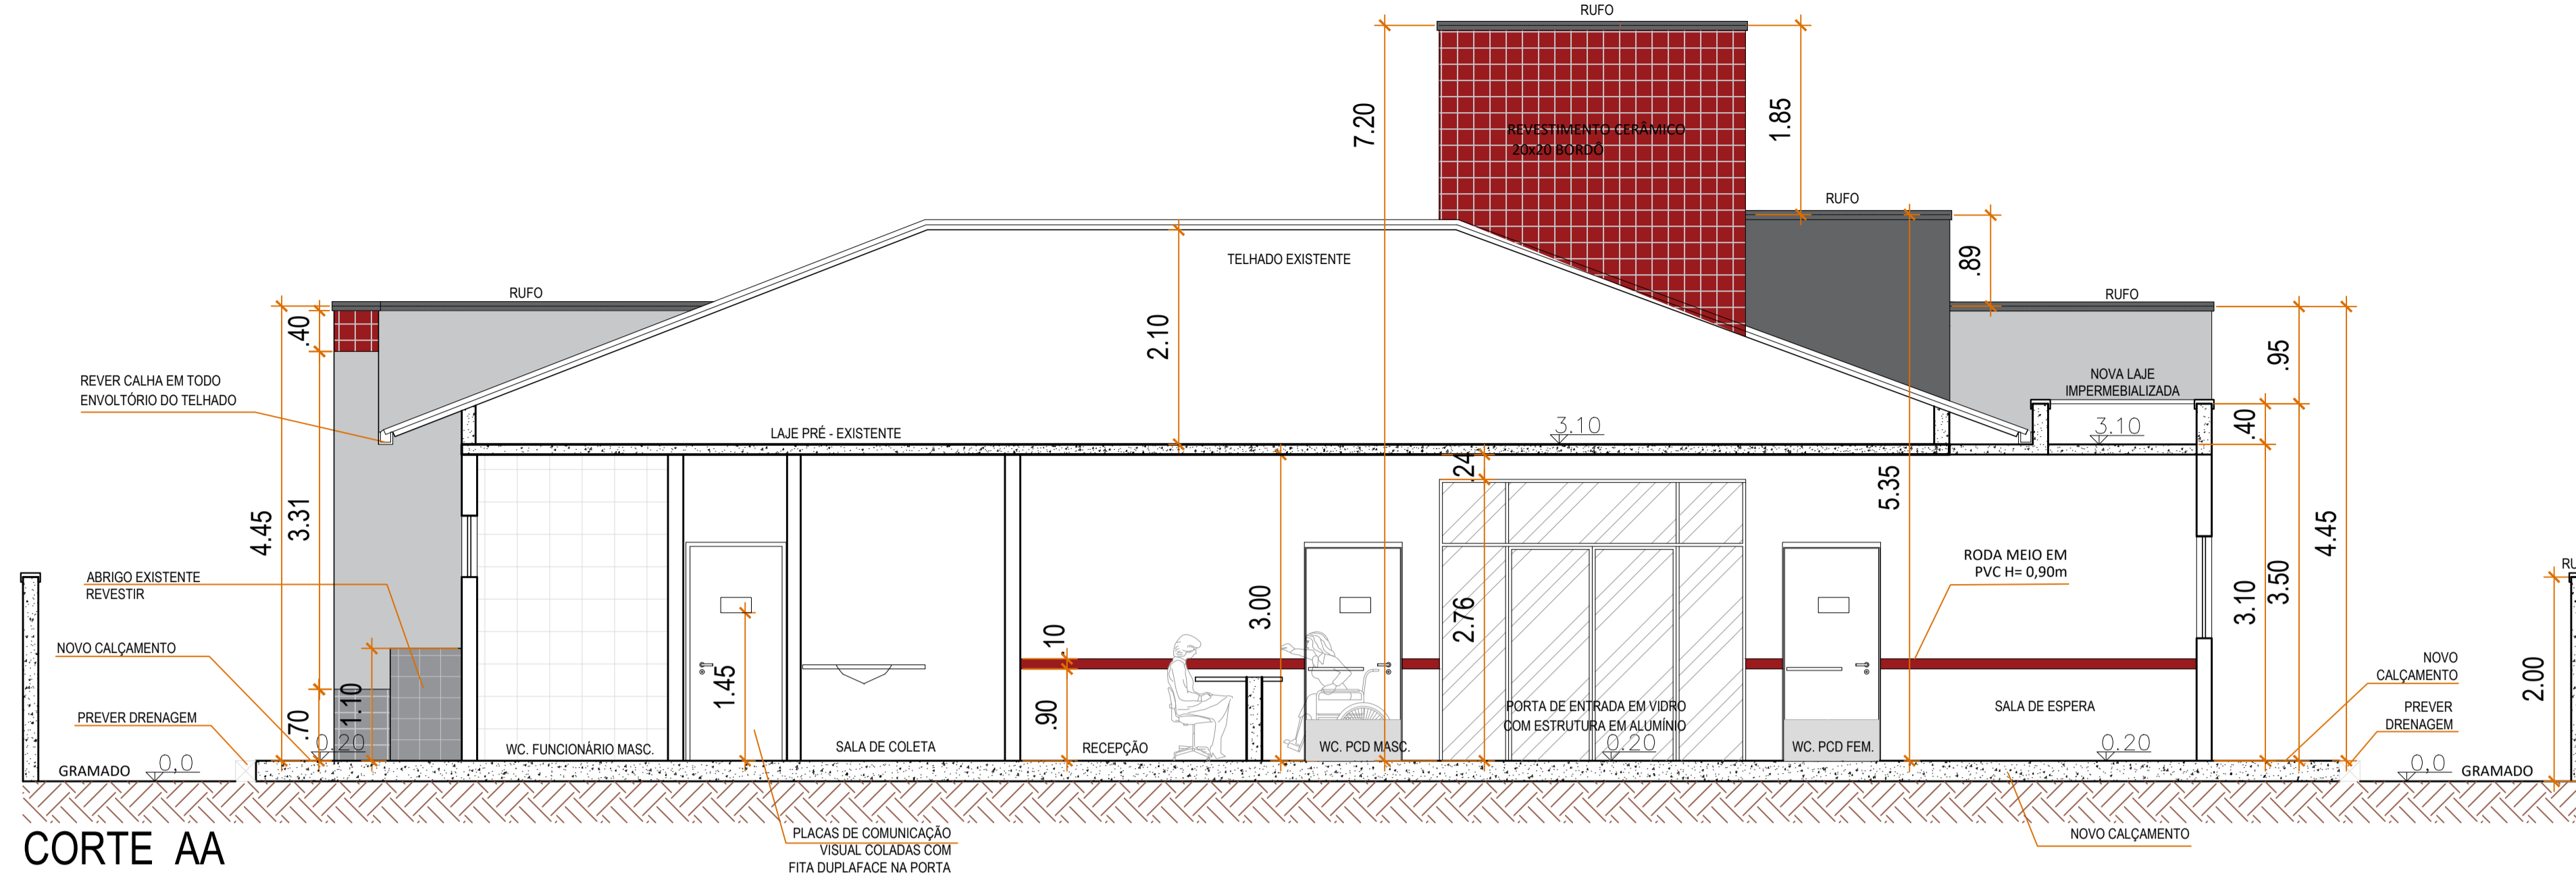 RUFO
7.20
REVESTIMENTO CERÂMICO
20x20 BORDÔ
1.85
RUFO
TELHADO EXISTENTE
.89
RUFO
RUFO
.40
2.10
.95
REVER CALHA EM TODO
ENVOLTÓRIO DO TELHADO
NOVA LAJE
IMPERMEBIALIZADA
LAJE PRÉ - EXISTENTE
3.10
3.10
.40
.24
5.35
4.45
3.31
3.00
2.76
RODA MEIO EM
PVC H= 0,90m
3.10
3.50
4.45
RU
2.00
ABRIGO EXISTENTE
REVESTIR
NOVO CALÇAMENTO
PREVER DRENAGEM
.70
1.10
1.45
.10
.90
NOVO
CALÇAMENTO
PREVER
DRENAGEM
PORTA DE ENTRADA EM VIDRO
COM ESTRUTURA EM ALUMÍNIO
SALA DE ESPERA
GRAMADO
0,0
0.20
WC. FUNCIONÁRIO MASC.
SALA DE COLETA
RECEPÇÃO
WC. PCD MASC.
0.20
WC. PCD FEM.
0.20
0,0
GRAMADO
CORTE AA
PLACAS DE COMUNICAÇÃO
VISUAL COLADAS COM
FITA DUPLAFACE NA PORTA
NOVO CALÇAMENTO